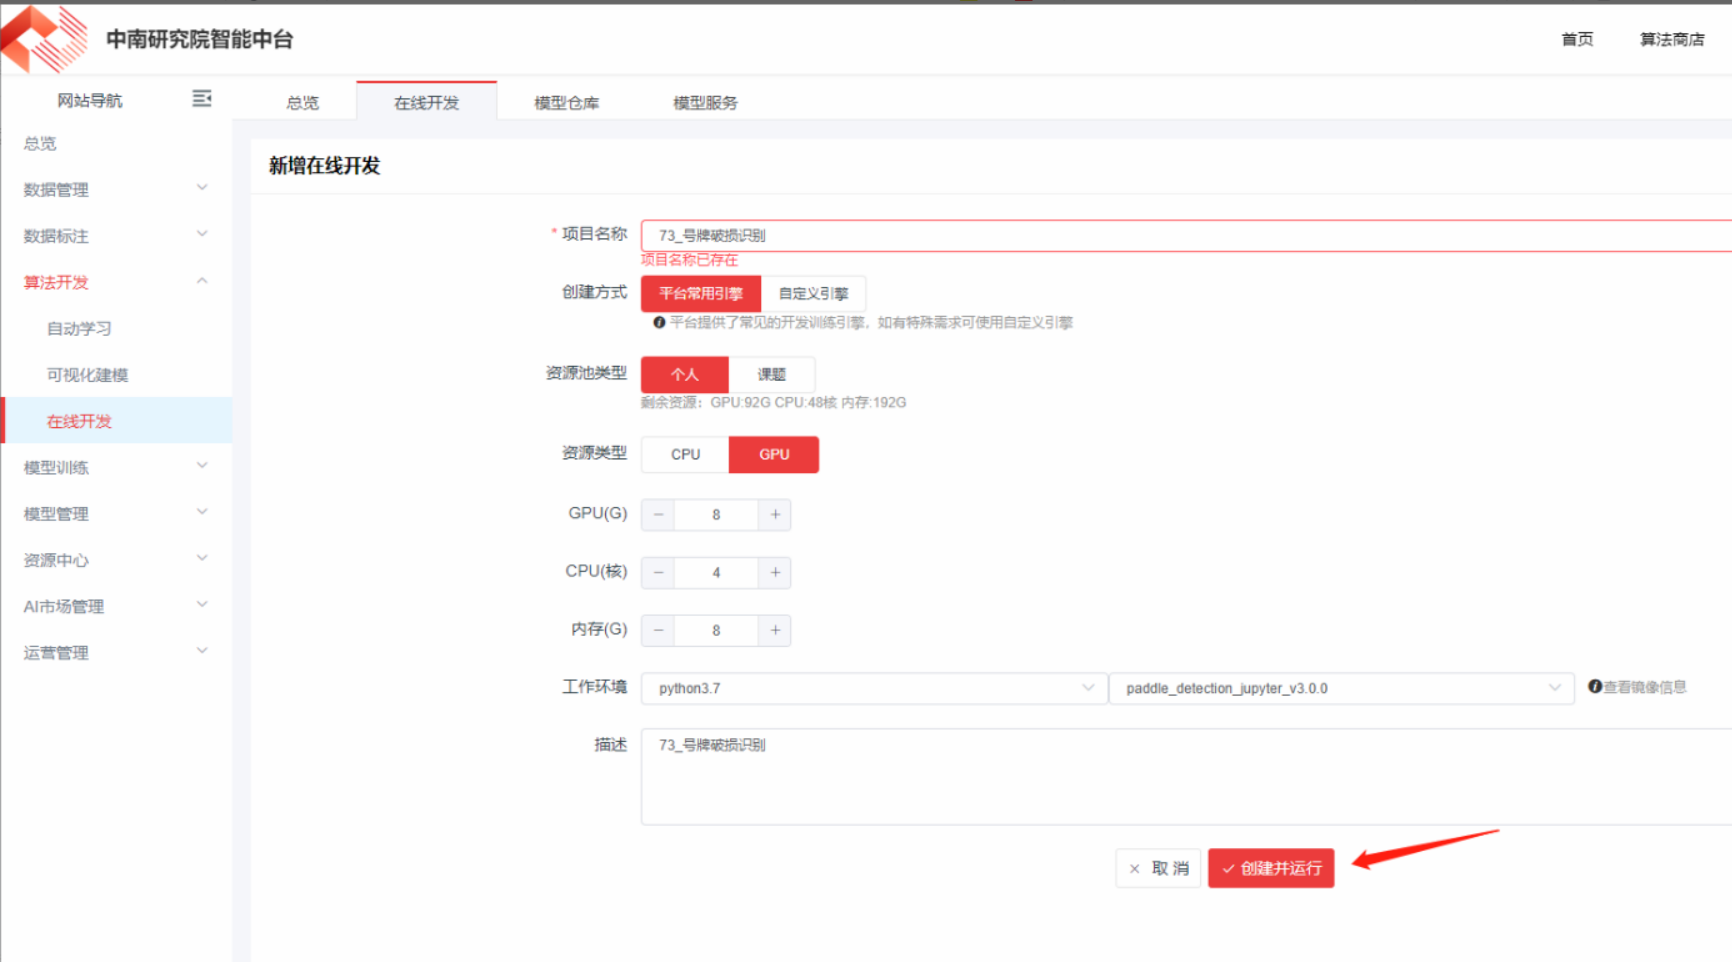 中南研究院智能中台
首页 算法商店
网站导航
总览 在线开发 模型仓库 模型服务
总览
数据管理
数据标注
算法开发
自动学习
可视化建模
在线开发
模型训练
模型管理
资源中心
AI市场管理
运营管理
新增在线开发
* 项目名称 73_号牌破损识别
项目名称已存在
创建方式 平台常用引擎 自定义引擎
平台提供了常见的开发训练引擎，如有特殊需求可使用自定义引擎
资源池类型 个人 课题
剩余资源：GPU:92G CPU:48核 内存:192G
资源类型 CPU GPU
GPU(G) − 8 +
CPU(核) − 4 +
内存(G) − 8 +
工作环境 python3.7 paddle_detection_jupyter_v3.0.0 查看镜像信息
描述 73_号牌破损识别
取 消 创建并运行